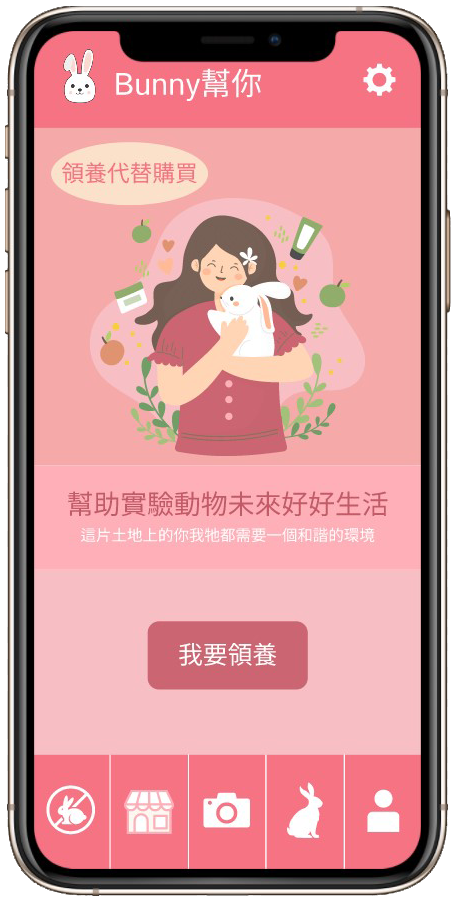 Bunny幫你
領養代替購買
幫助實驗動物未來好好生活
這片土地上的你我牠都需要一個和諧的環境
我要領養